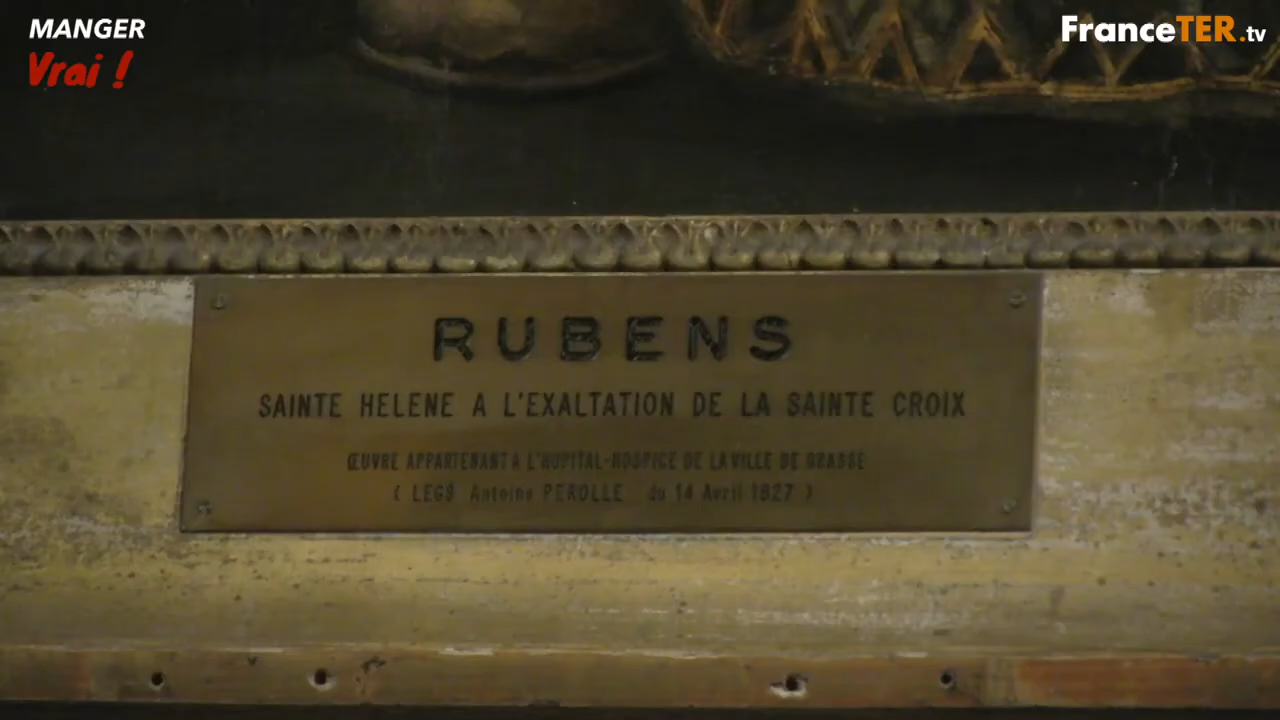 MANGER
Vrai !
FranceTER.tv
RUBENS
SAINTE HELENE A L'EXALTATION DE LA SAINTE CROIX
ŒUVRE APPARTENANT A L'HOPITAL-HOSPICE DE LA VILLE DE GRASSE
( LEGS Antoine PEROLLE du 14 Avril 1827 )